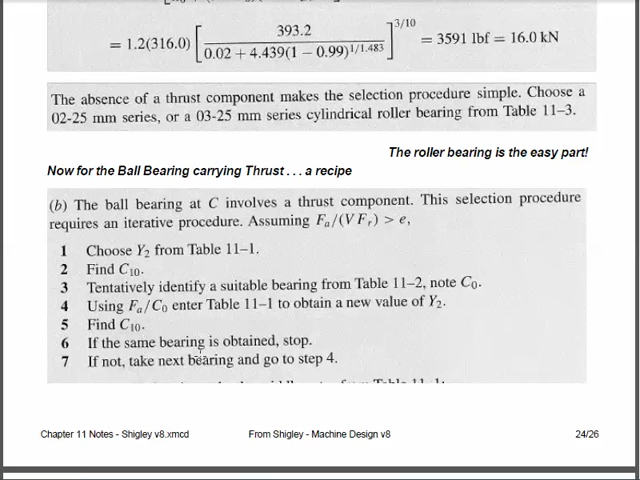 = 1.2(316.0) [ 393.2 / 0.02 + 4.439(1 − 0.99)^1/1.483 ]^3/10 = 3591 lbf = 16.0 kN
The absence of a thrust component makes the selection procedure simple. Choose a
02-25 mm series, or a 03-25 mm series cylindrical roller bearing from Table 11–3.
The roller bearing is the easy part!
Now for the Ball Bearing carrying Thrust . . . a recipe
(b) The ball bearing at C involves a thrust component. This selection procedure
requires an iterative procedure. Assuming Fa/(V Fr) > e,
1 Choose Y2 from Table 11–1.
2 Find C10.
3 Tentatively identify a suitable bearing from Table 11–2, note C0.
4 Using Fa/C0 enter Table 11–1 to obtain a new value of Y2.
5 Find C10.
6 If the same bearing is obtained, stop.
7 If not, take next bearing and go to step 4.
Chapter 11 Notes - Shigley v8.xmcd From Shigley - Machine Design v8 24/26